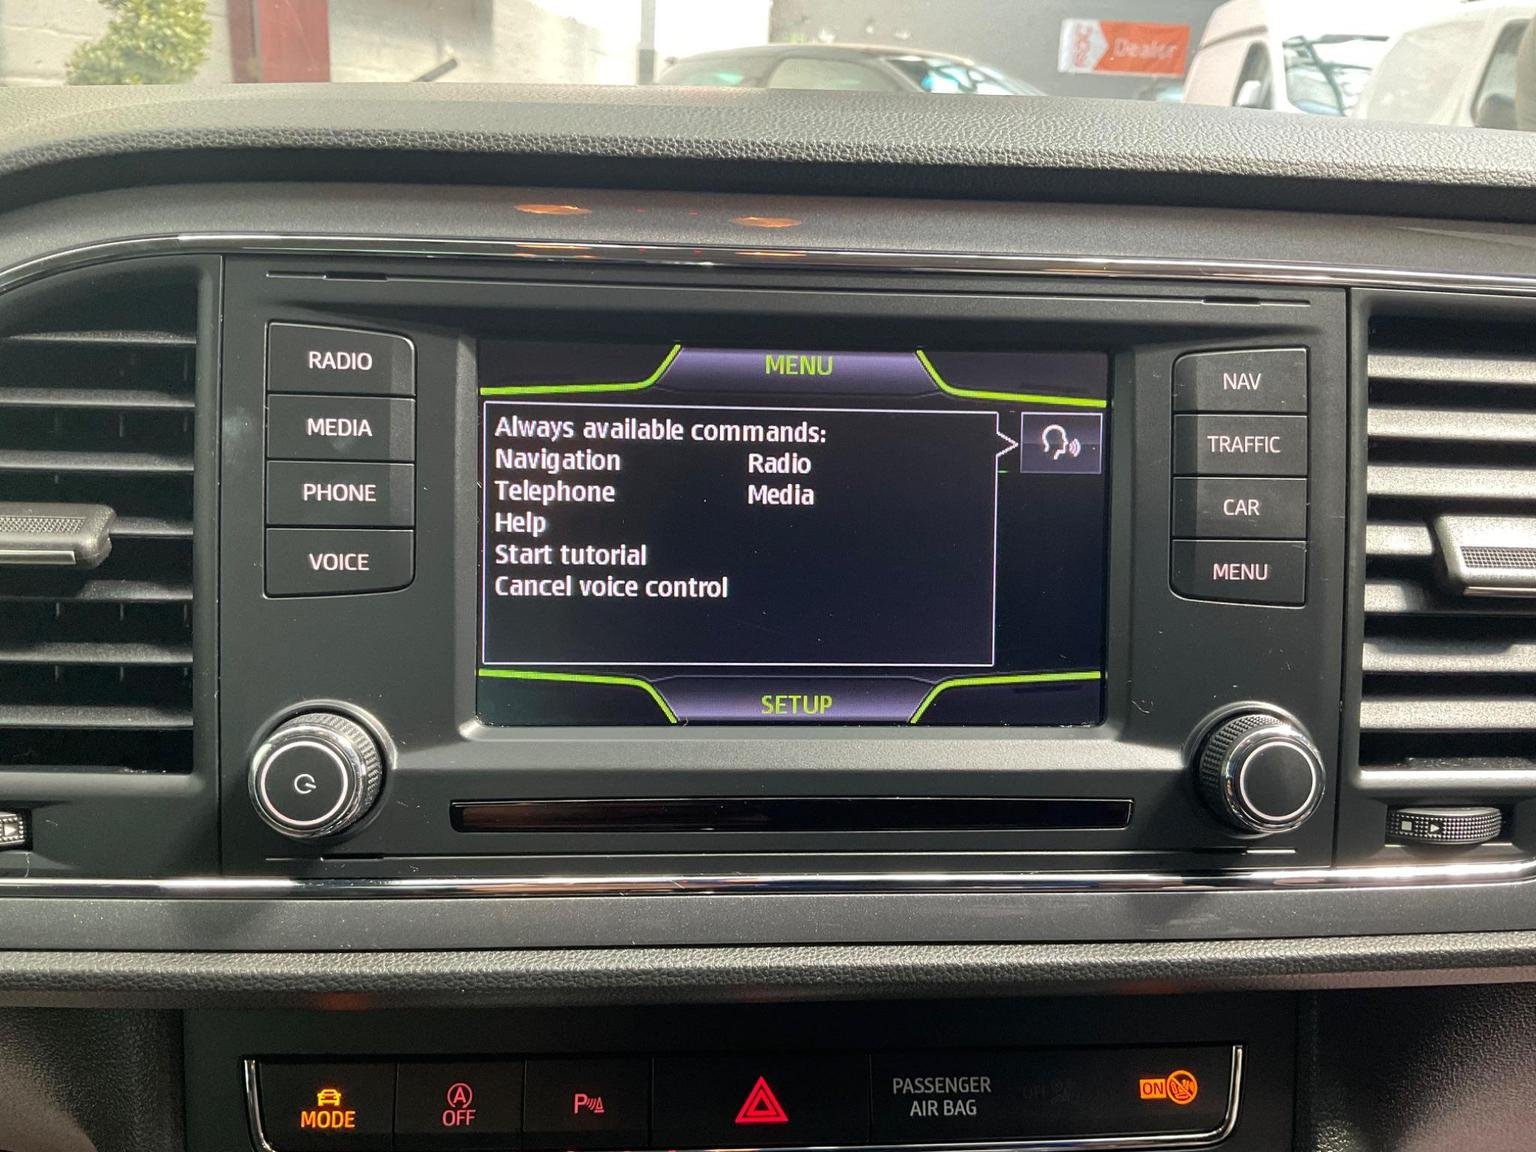 Dealer
RADIO
MEDIA
PHONE
VOICE
MENU
Always available commands:
Navigation Radio
Telephone Media
Help
Start tutorial
Cancel voice control
SETUP
NAV
TRAFFIC
CAR
MENU
MODE
A
OFF
P
PASSENGER
AIR BAG
OFF
ON